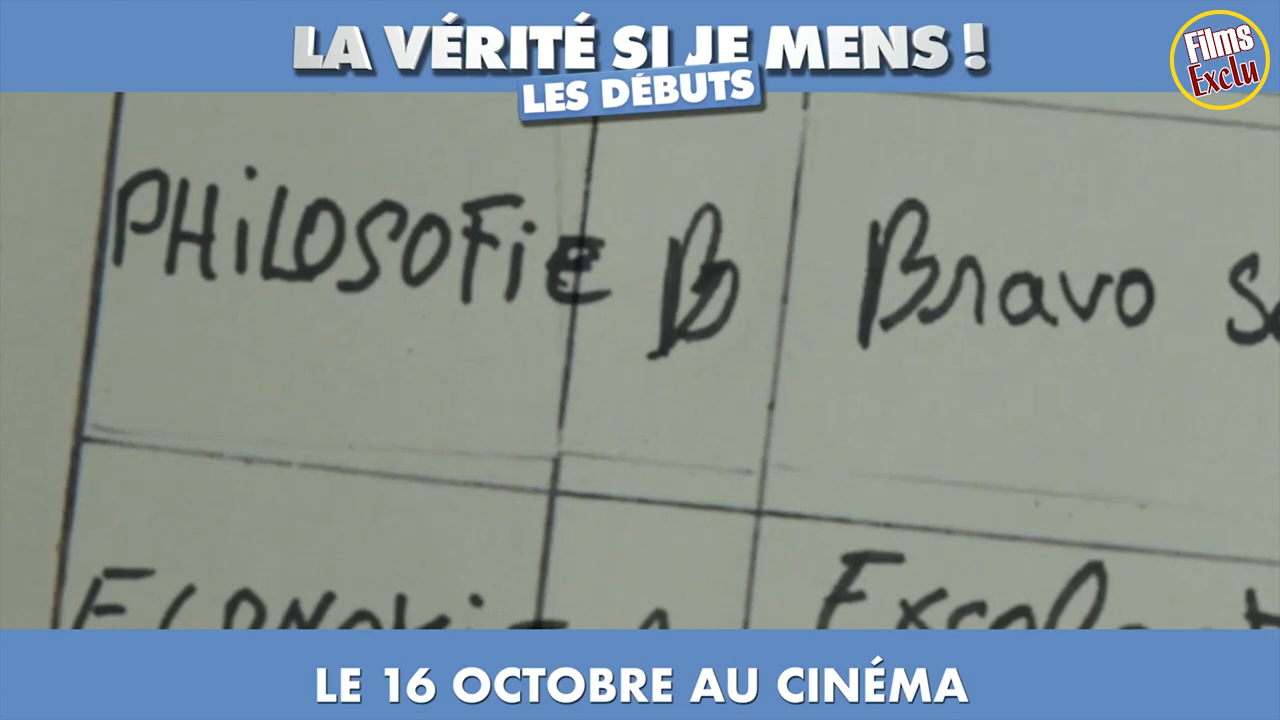 LA VÉRITÉ SI JE MENS !
LES DÉBUTS
Films
Exclu
PHiLOSOFiE B Bravo
LE 16 OCTOBRE AU CINÉMA